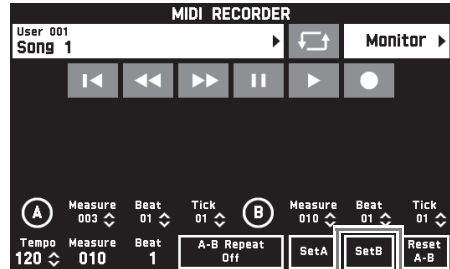 MIDI RECORDER
User 001
Song 1
Monitor
A
Measure Beat Tick
003 01 01
B
Measure Beat Tick
010 01 01
Tempo Measure Beat
120 010 1
A-B Repeat
Off
SetA
SetB
Reset
A-B